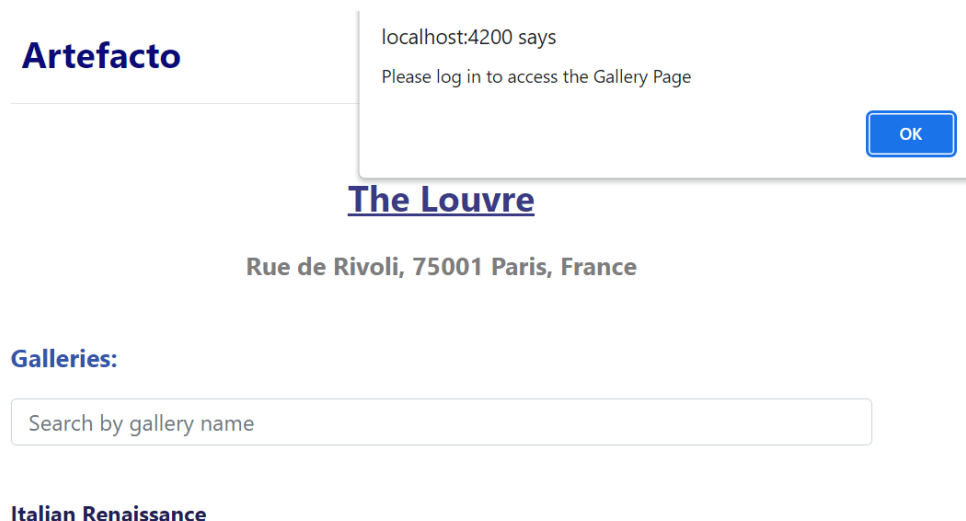 Artefacto
localhost:4200 says
Please log in to access the Gallery Page
OK
The Louvre
Rue de Rivoli, 75001 Paris, France
Galleries:
Search by gallery name
Italian Renaissance